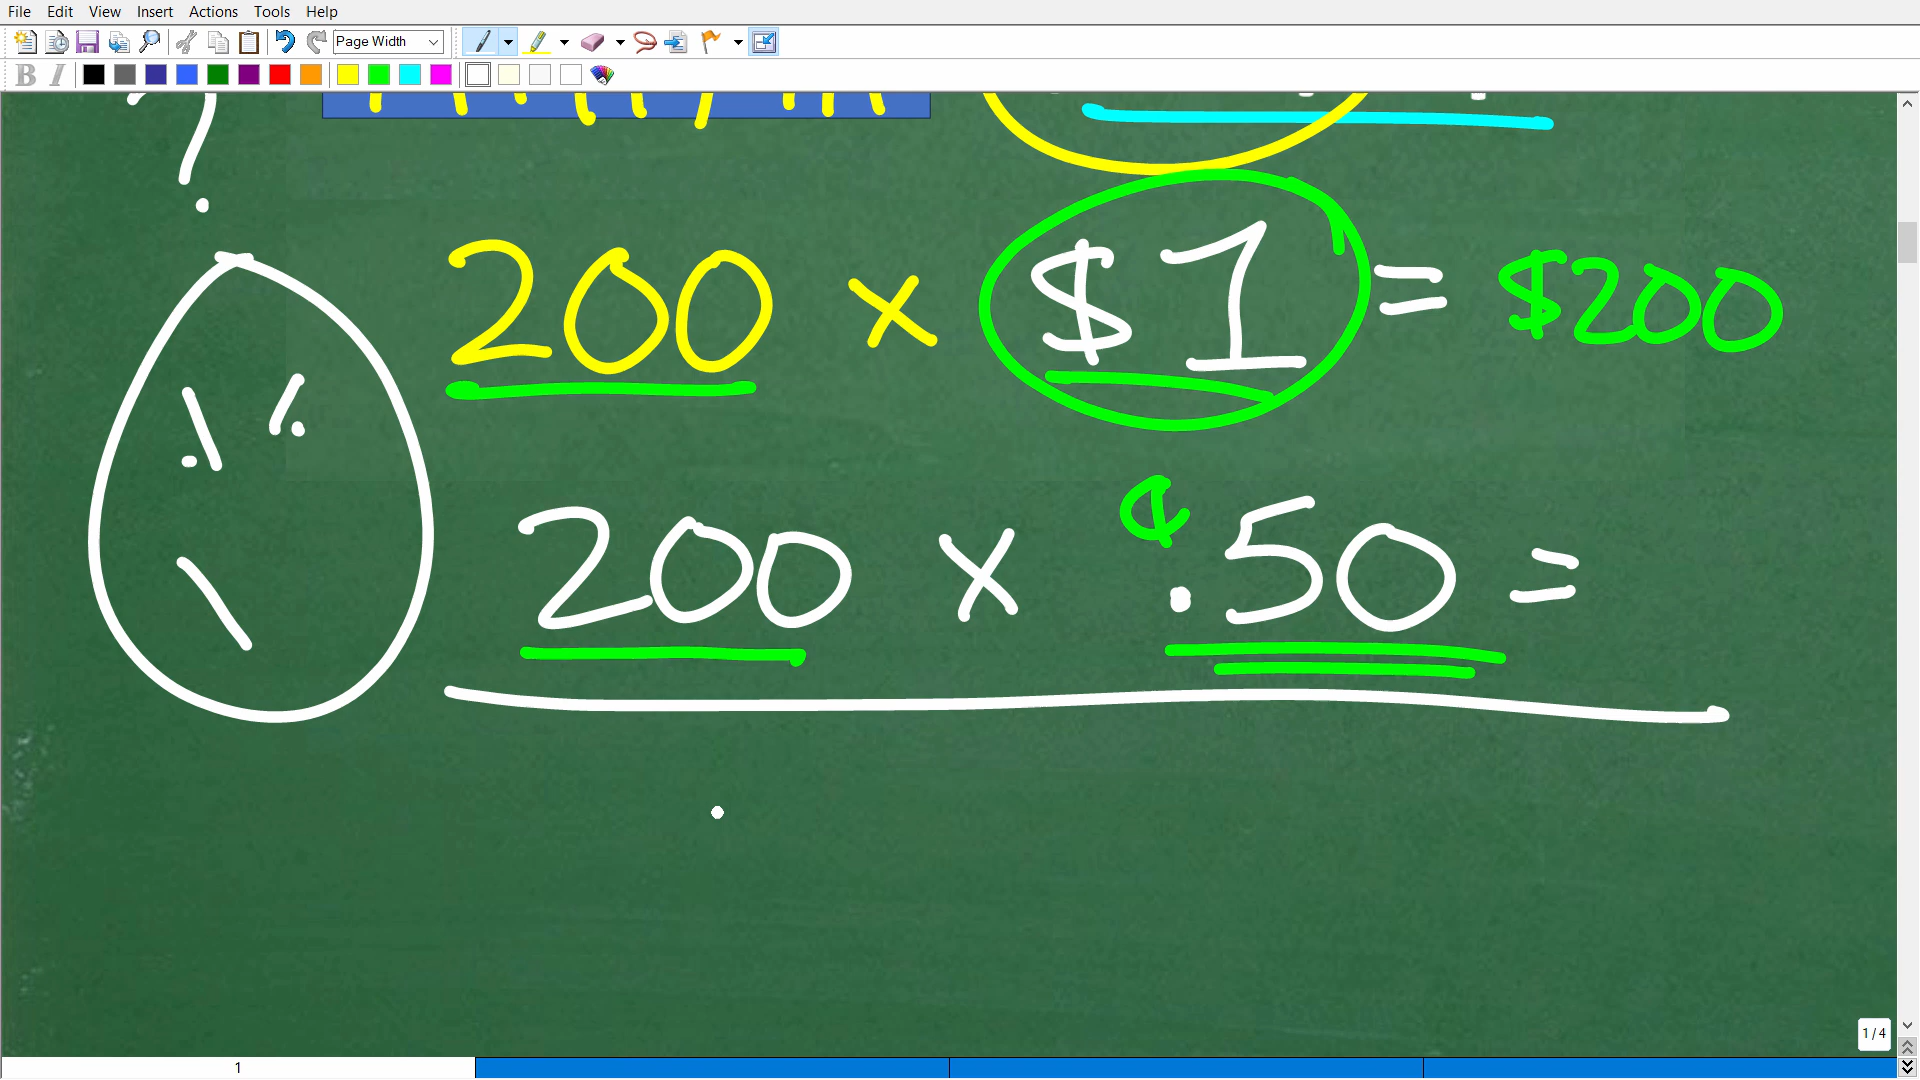 File Edit View Insert Actions Tools Help
Page Width
B I
?
200 x $1 = $200
¢
200 x .50 =
1 / 4
1